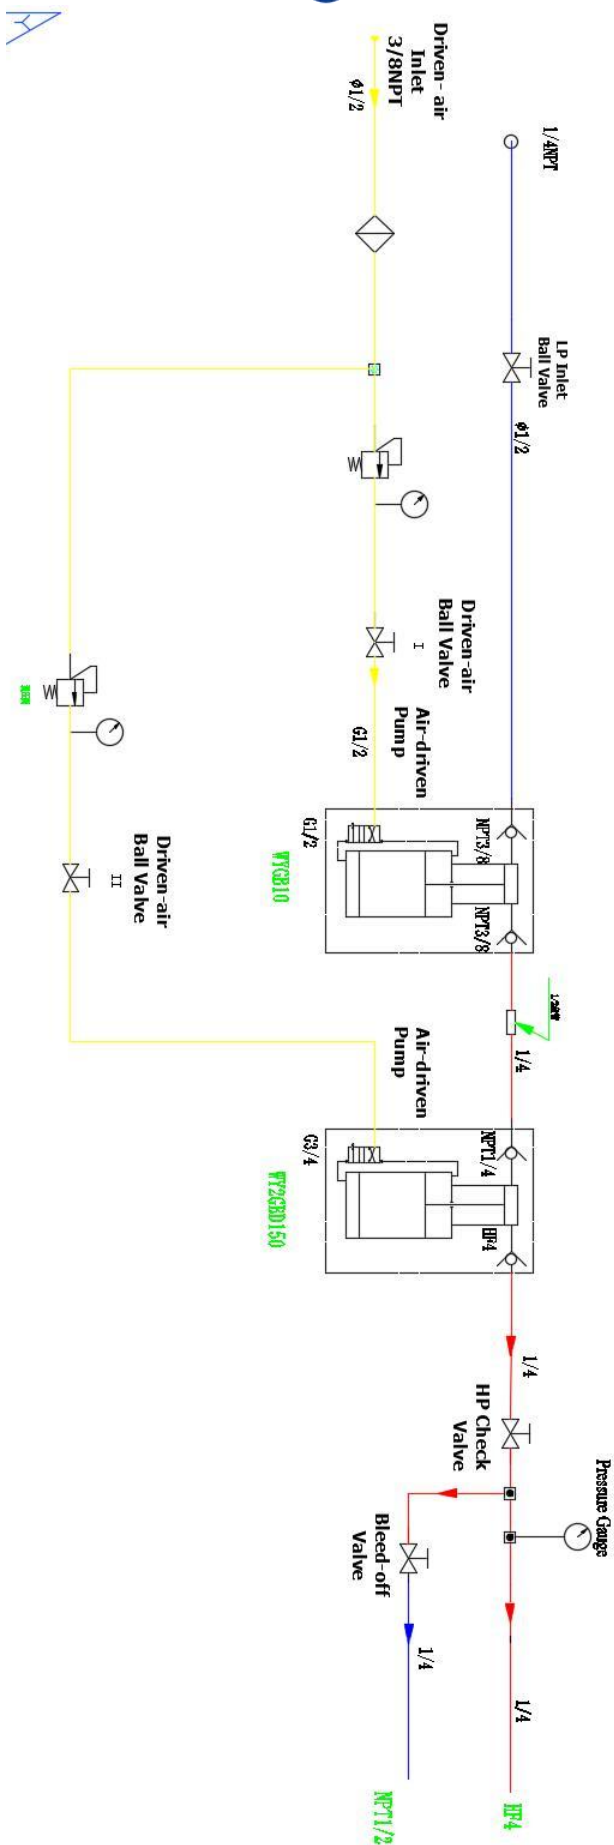 Pressure Gauge
1/4NPT
LP Inlet
Ball Valve
φ1/2
NPT3/8
NPT3/8
1/4
NPT1/4
HF4
1/4
HP Check
Valve
1/4
HF4
Driven- air
Inlet
3/8NPT
φ1/2
Driven-air
Ball Valve
I
Air-driven
Pump
G1/2
G1/2
WYGB10
Air-driven
Pump
G3/4
WY2GBD150
Bleed-off
Valve
1/4
NPT1/2
Driven-air
Ball Valve
II